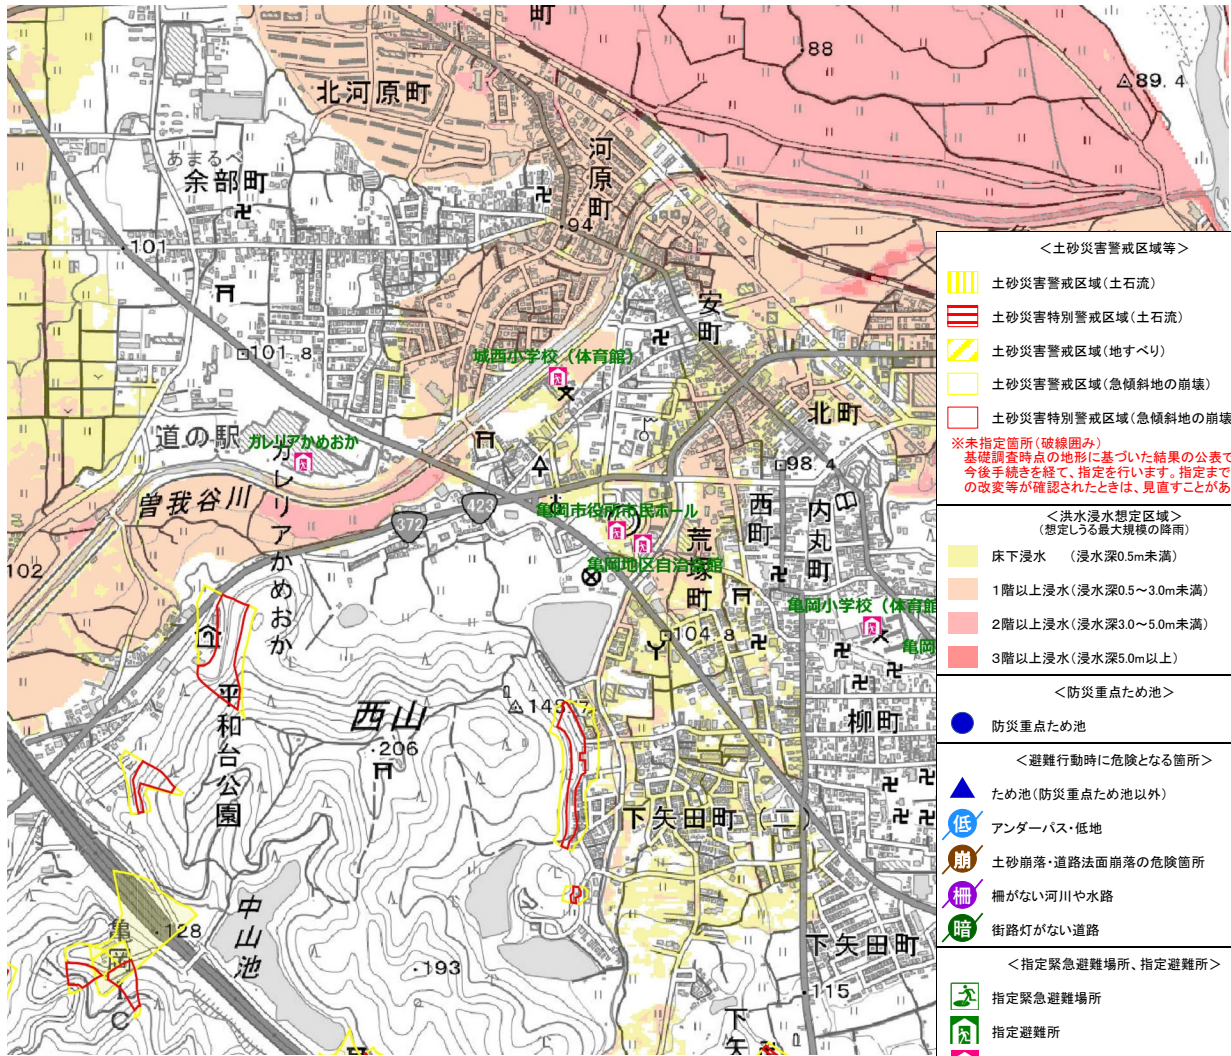 町
88
89.4
北河原町
河原町
あまるべ
余部町
94
101
安町
101.8
城西小学校（体育館）
北町
道の駅
ガレリアかめおか
ガレリアかめおか
98.4
曽我谷川
372
423
西町
内丸町
亀岡市役所市民ホール
荒塚町
亀岡地区自治会館
102
亀岡小学校（体育館
104.8
亀岡
平和台公園
西山
143.7
206
柳町
下矢田町（二）
中山池
128
亀岡IC
193
下矢田町
115
下矢
＜土砂災害警戒区域等＞
土砂災害警戒区域（土石流）
土砂災害特別警戒区域（土石流）
土砂災害警戒区域（地すべり）
土砂災害警戒区域（急傾斜地の崩壊）
土砂災害特別警戒区域（急傾斜地の崩壊
※未指定箇所（破線囲み）
基礎調査時点の地形に基づいた結果の公表で
今後手続きを経て、指定を行います。指定まで
の改変等が確認されたときは、見直すことがあ
＜洪水浸水想定区域＞
（想定しうる最大規模の降雨）
床下浸水　（浸水深0.5m未満）
1階以上浸水（浸水深0.5～3.0m未満）
2階以上浸水（浸水深3.0～5.0m未満）
3階以上浸水（浸水深5.0m以上）
＜防災重点ため池＞
防災重点ため池
＜避難行動時に危険となる箇所＞
ため池（防災重点ため池以外）
低 アンダーパス・低地
崩 土砂崩落・道路法面崩落の危険箇所
柵 柵がない河川や水路
暗 街路灯がない道路
＜指定緊急避難場所、指定避難所＞
指定緊急避難場所
指定避難所